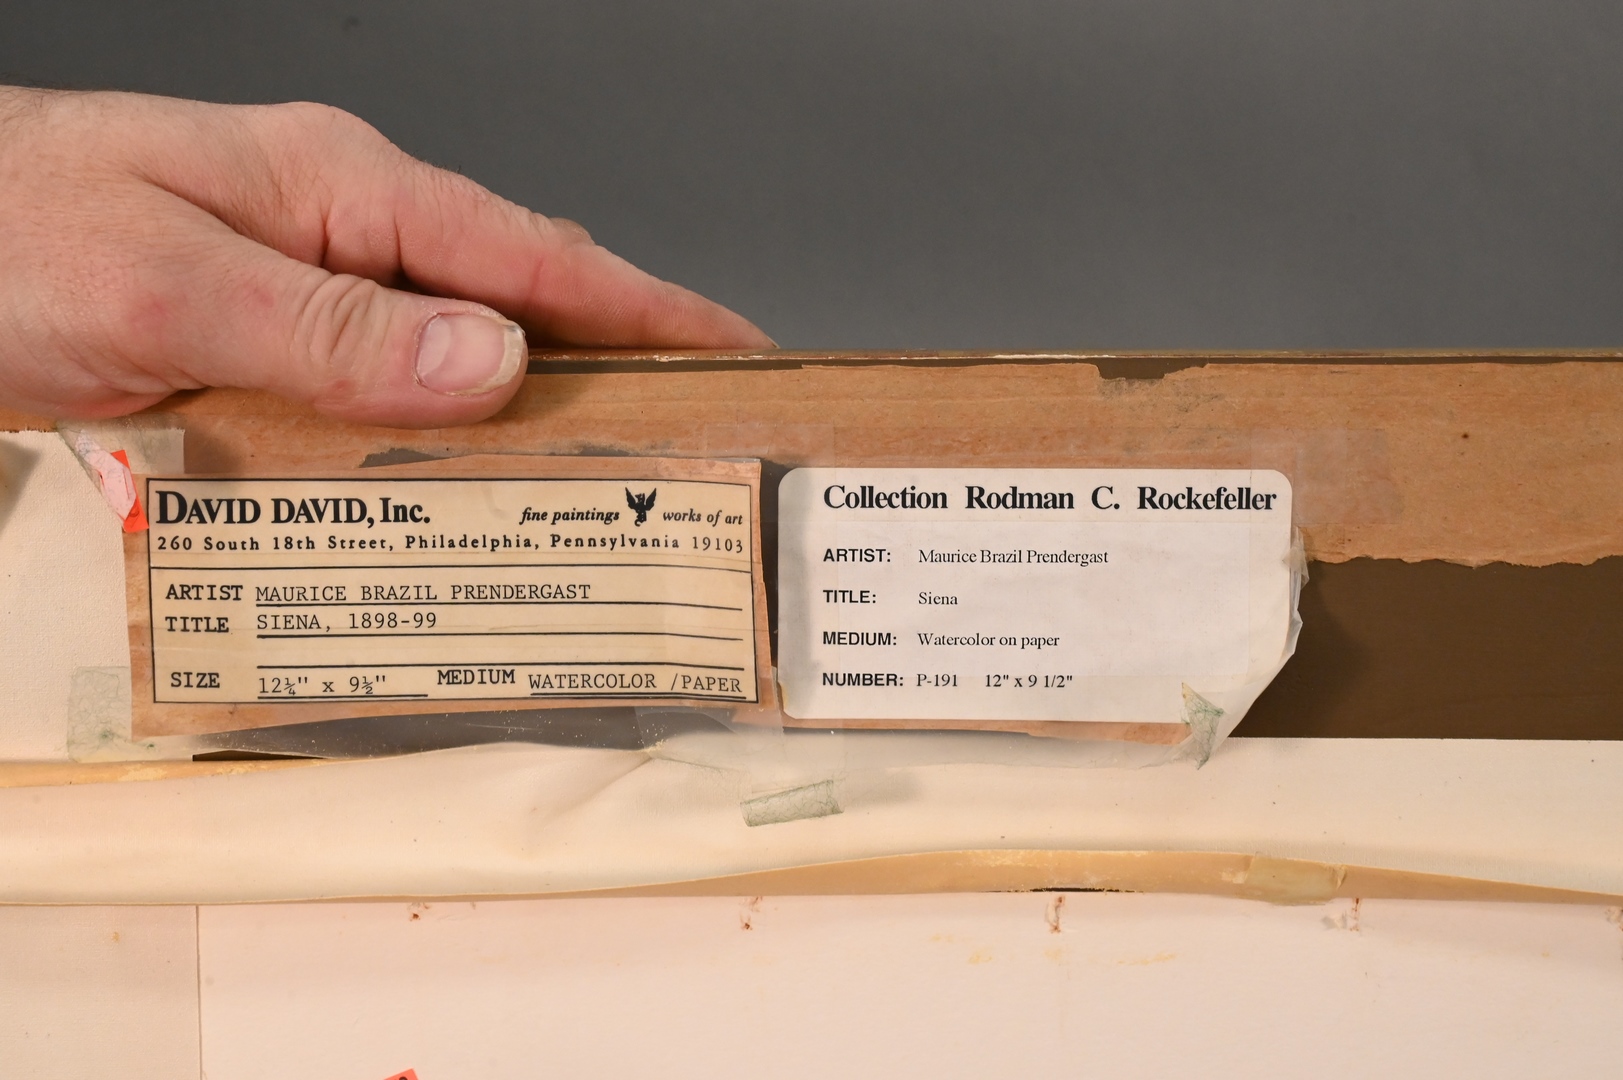 DAVID DAVID, Inc.
fine paintings works of art
260 South 18th Street, Philadelphia, Pennsylvania 19103
ARTIST MAURICE BRAZIL PRENDERGAST
TITLE SIENA, 1898-99
SIZE 12¼" x 9½" MEDIUM WATERCOLOR /PAPER
Collection Rodman C. Rockefeller
ARTIST: Maurice Brazil Prendergast
TITLE: Siena
MEDIUM: Watercolor on paper
NUMBER: P-191 12" x 9 1/2"